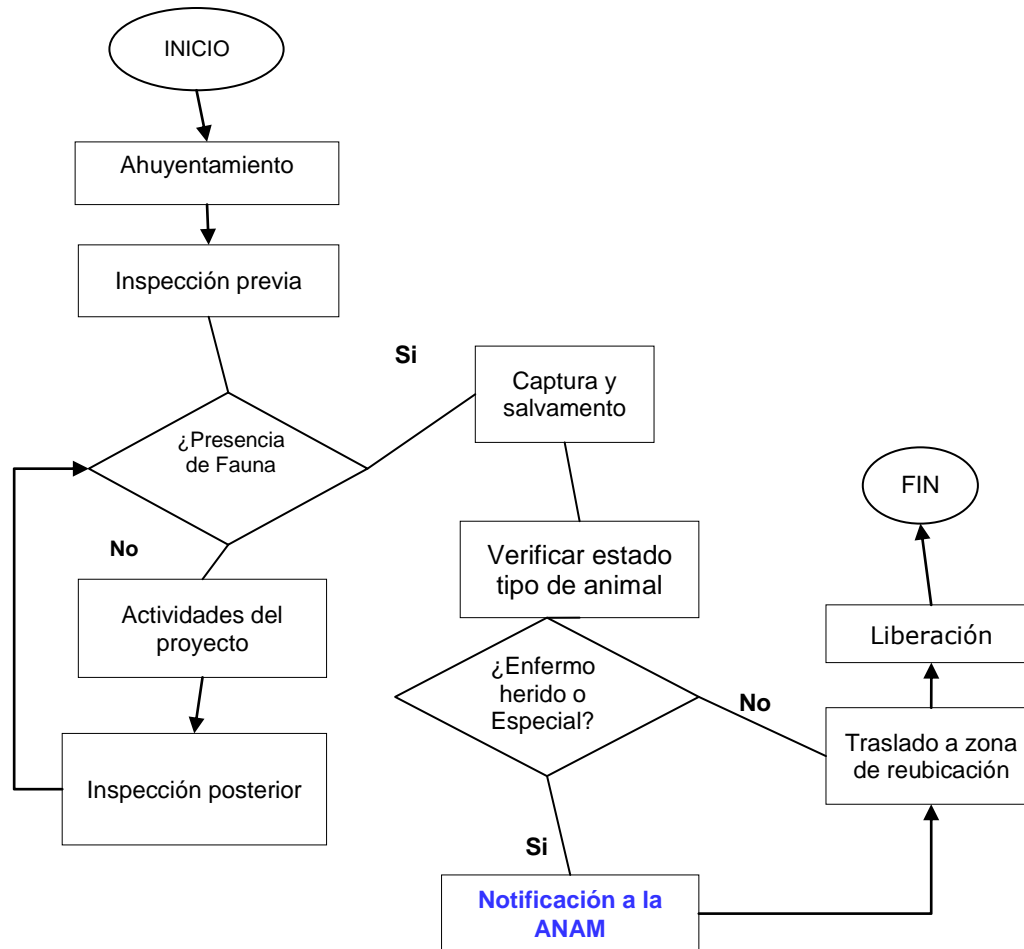 INICIO
Ahuyentamiento
Inspección previa
Si
¿Presencia
de Fauna
No
Actividades del
proyecto
Inspección posterior
Captura y
salvamento
Verificar estado
tipo de animal
¿Enfermo
herido o
Especial?
No
Si
Notificación a la
ANAM
Traslado a zona
de reubicación
Liberación
FIN